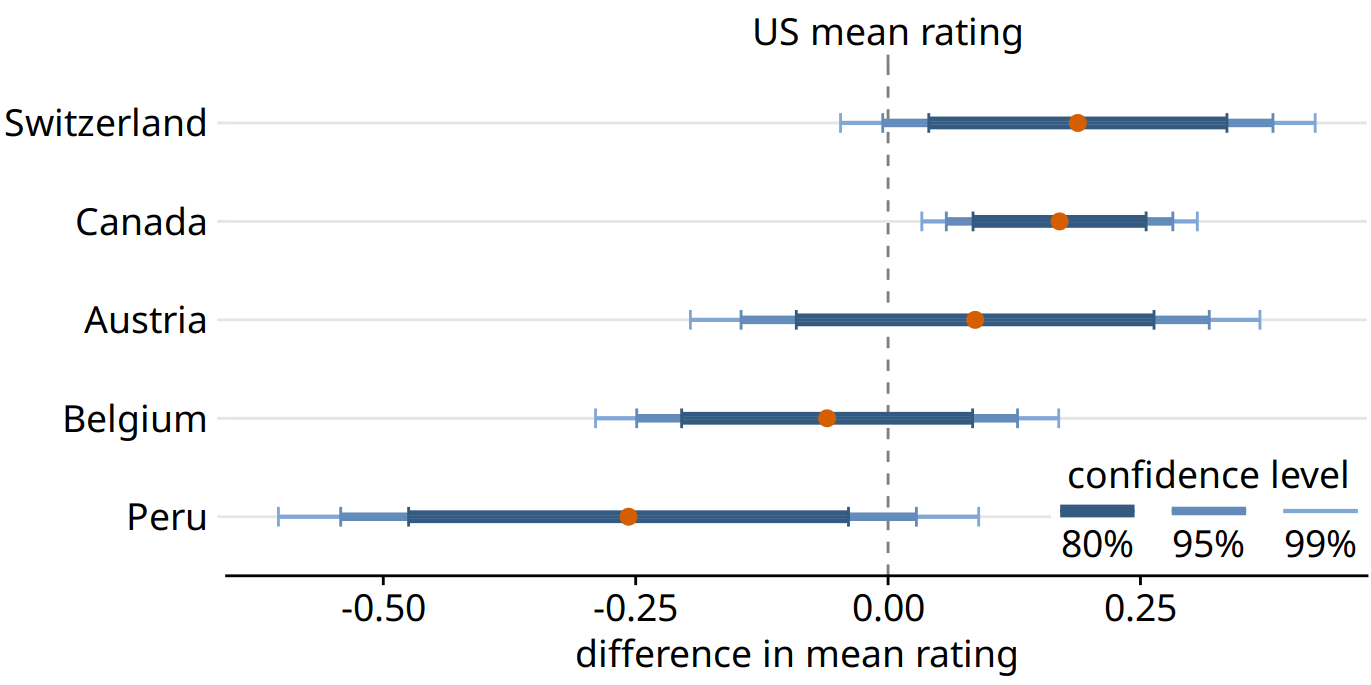 US mean rating
Switzerland
Canada
Austria
Belgium
Peru
confidence level
80% 95% 99%
-0.50 -0.25 0.00 0.25
difference in mean rating